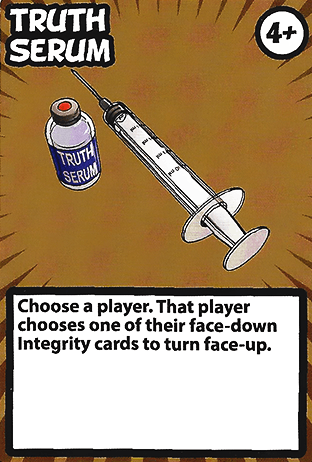 TRUTH
SERUM
4+
TRUTH
SERUM
Choose a player. That player
chooses one of their face-down
Integrity cards to turn face-up.